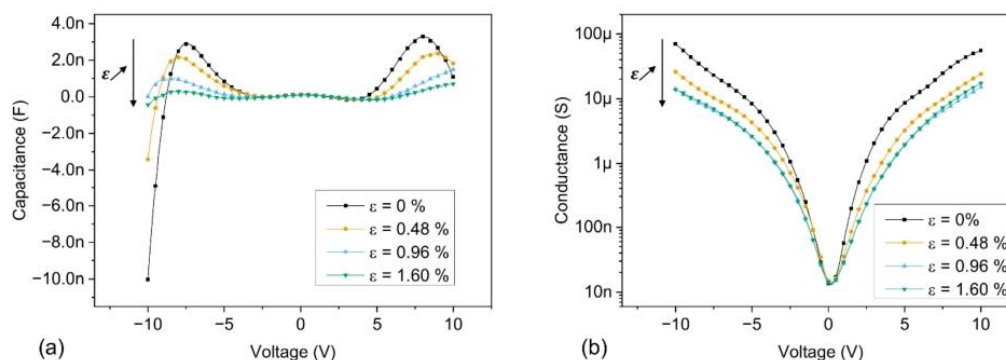 4.0n
2.0n
0.0
−2.0n
−4.0n
−6.0n
−8.0n
−10.0n
Capacitance (F)
ε
ε = 0 %
ε = 0.48 %
ε = 0.96 %
ε = 1.60 %
−10
−5
0
5
10
(a)
Voltage (V)
100µ
10µ
1µ
100n
10n
Conductance (S)
ε
ε = 0%
ε = 0.48 %
ε = 0.96 %
ε = 1.60 %
−10
−5
0
5
10
(b)
Voltage (V)